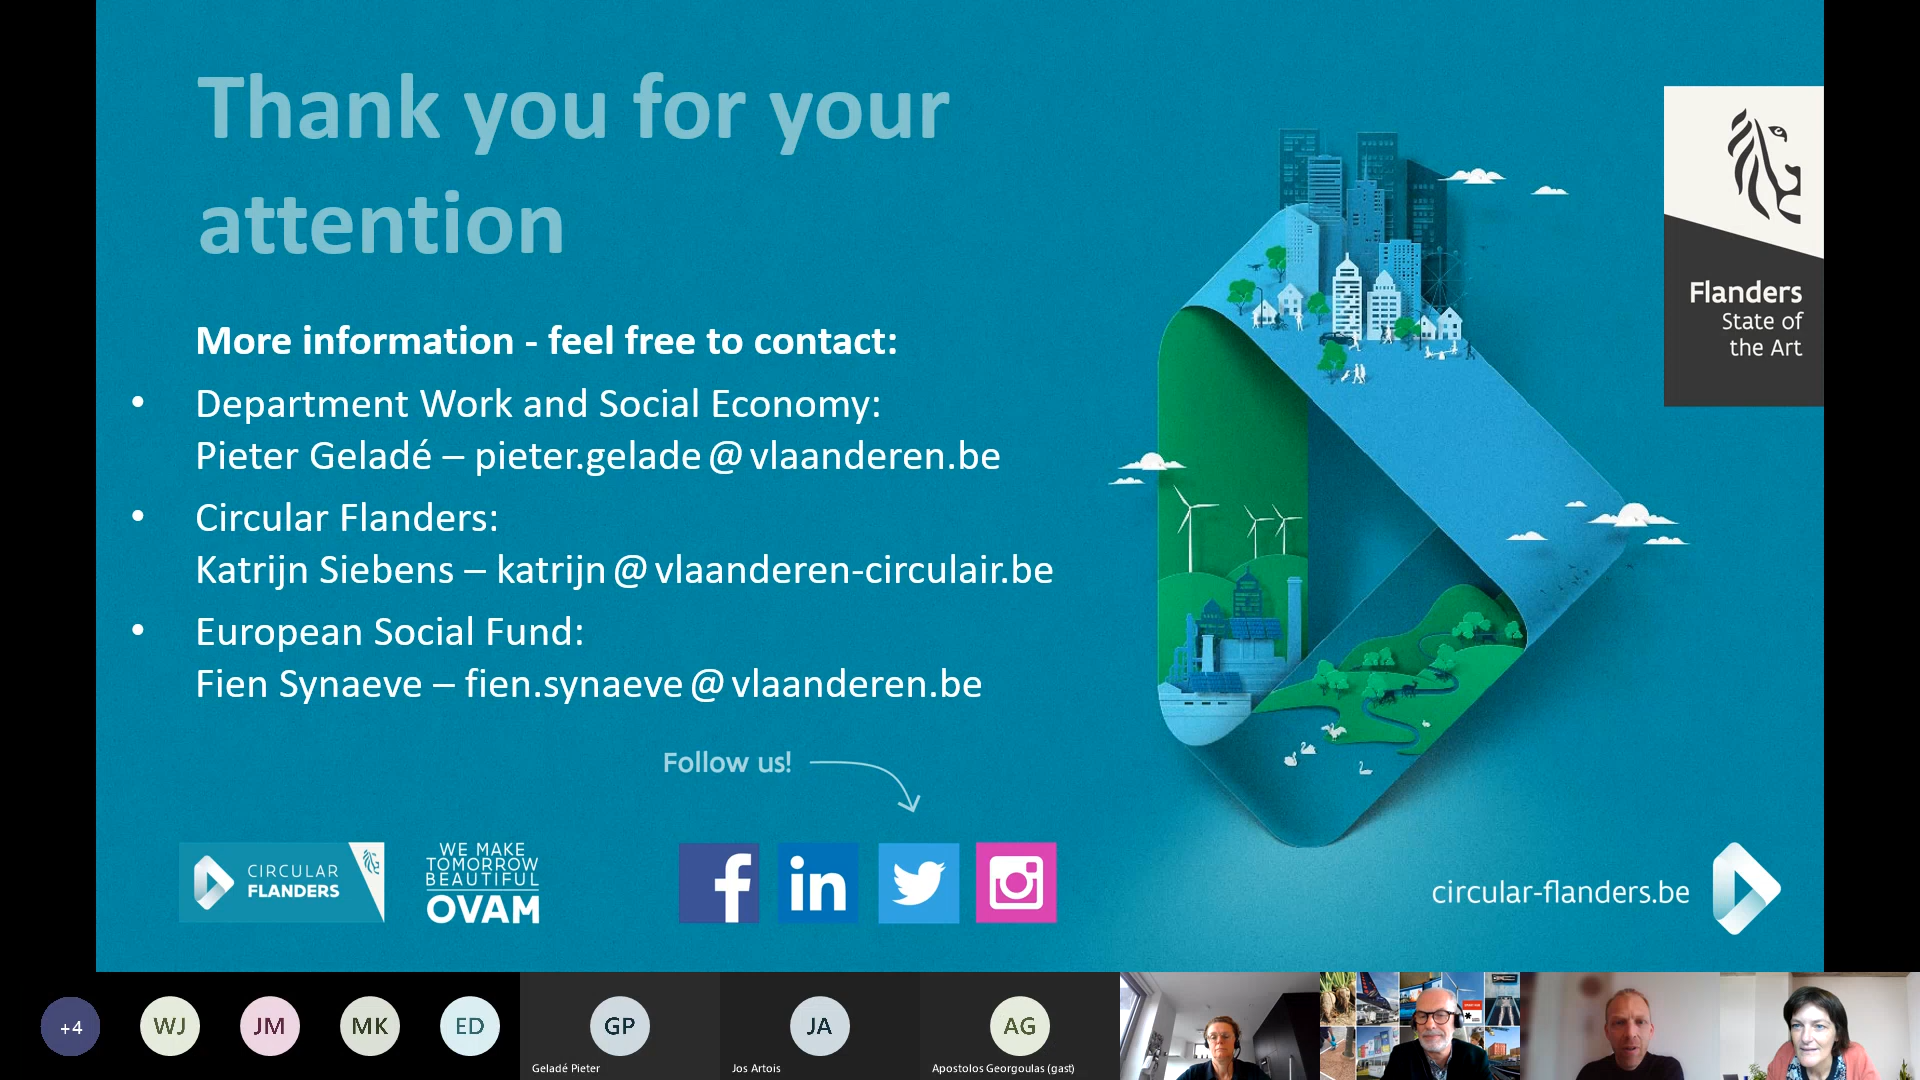 Thank you for your
attention
More information - feel free to contact:
• Department Work and Social Economy:
Pieter Geladé – pieter.gelade@vlaanderen.be
• Circular Flanders:
Katrijn Siebens – katrijn@vlaanderen-circulair.be
• European Social Fund:
Fien Synaeve – fien.synaeve@vlaanderen.be
Flanders
State of
the Art
Follow us!
CIRCULAR
FLANDERS
WE MAKE
TOMORROW
BEAUTIFUL
OVAM
f
in
circular-flanders.be
+4
WJ
JM
MK
ED
GP
JA
AG
Geladé Pieter
Jos Artois
Apostolos Georgoulas (gast)